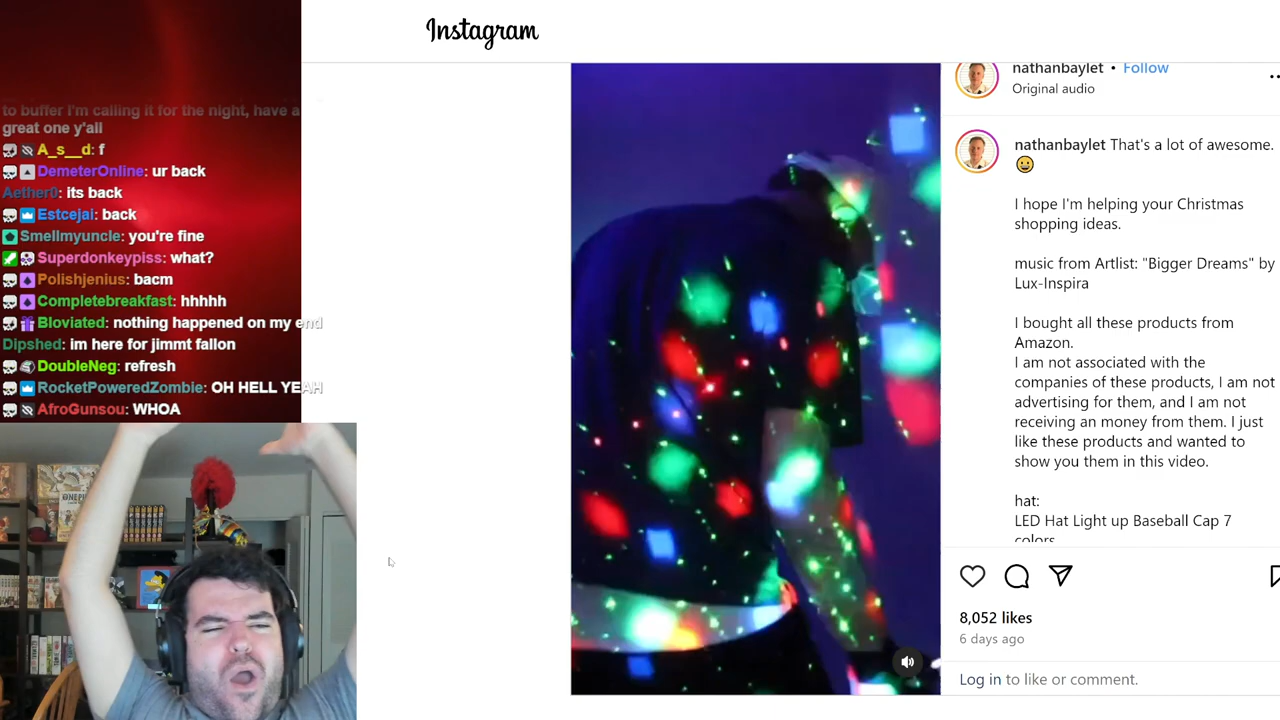 Instagram
to buffer I'm calling it for the night, have a
great one y'all
A_s__d: f
DemeterOnline: ur back
Aether0: its back
Estcejai: back
Smellmyuncle: you're fine
Superdonkeypiss: what?
Polishjenius: bacm
Completebreakfast: hhhhh
Bloviated: nothing happened on my end
Dipshed: im here for jimmt fallon
DoubleNeg: refresh
RocketPoweredZombie: OH HELL YEAH
AfroGunsou: WHOA
ONE PIECE
nathanbaylet • Follow
Original audio
nathanbaylet That's a lot of awesome.
😀
I hope I'm helping your Christmas
shopping ideas.
music from Artlist: "Bigger Dreams" by
Lux-Inspira
I bought all these products from
Amazon.
I am not associated with the
companies of these products, I am not
advertising for them, and I am not
receiving an money from them. I just
like these products and wanted to
show you them in this video.
hat:
LED Hat Light up Baseball Cap 7
colors
8,052 likes
6 days ago
Log in to like or comment.